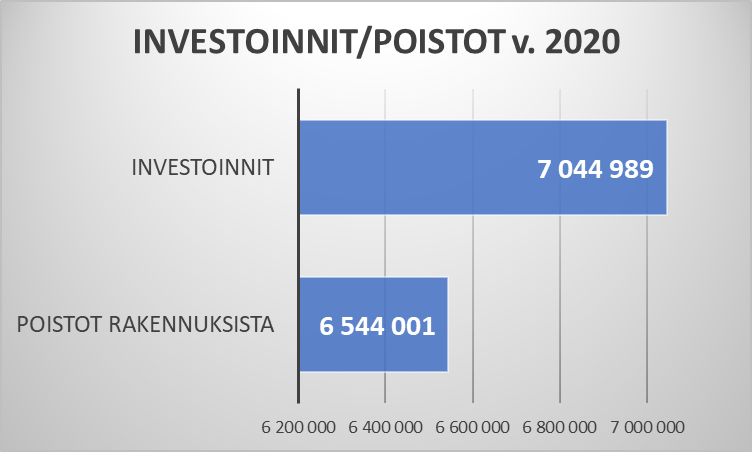 INVESTOINNIT/POISTOT v. 2020
INVESTOINNIT
7 044 989
POISTOT RAKENNUKSISTA
6 544 001
6 200 000 6 400 000 6 600 000 6 800 000 7 000 000